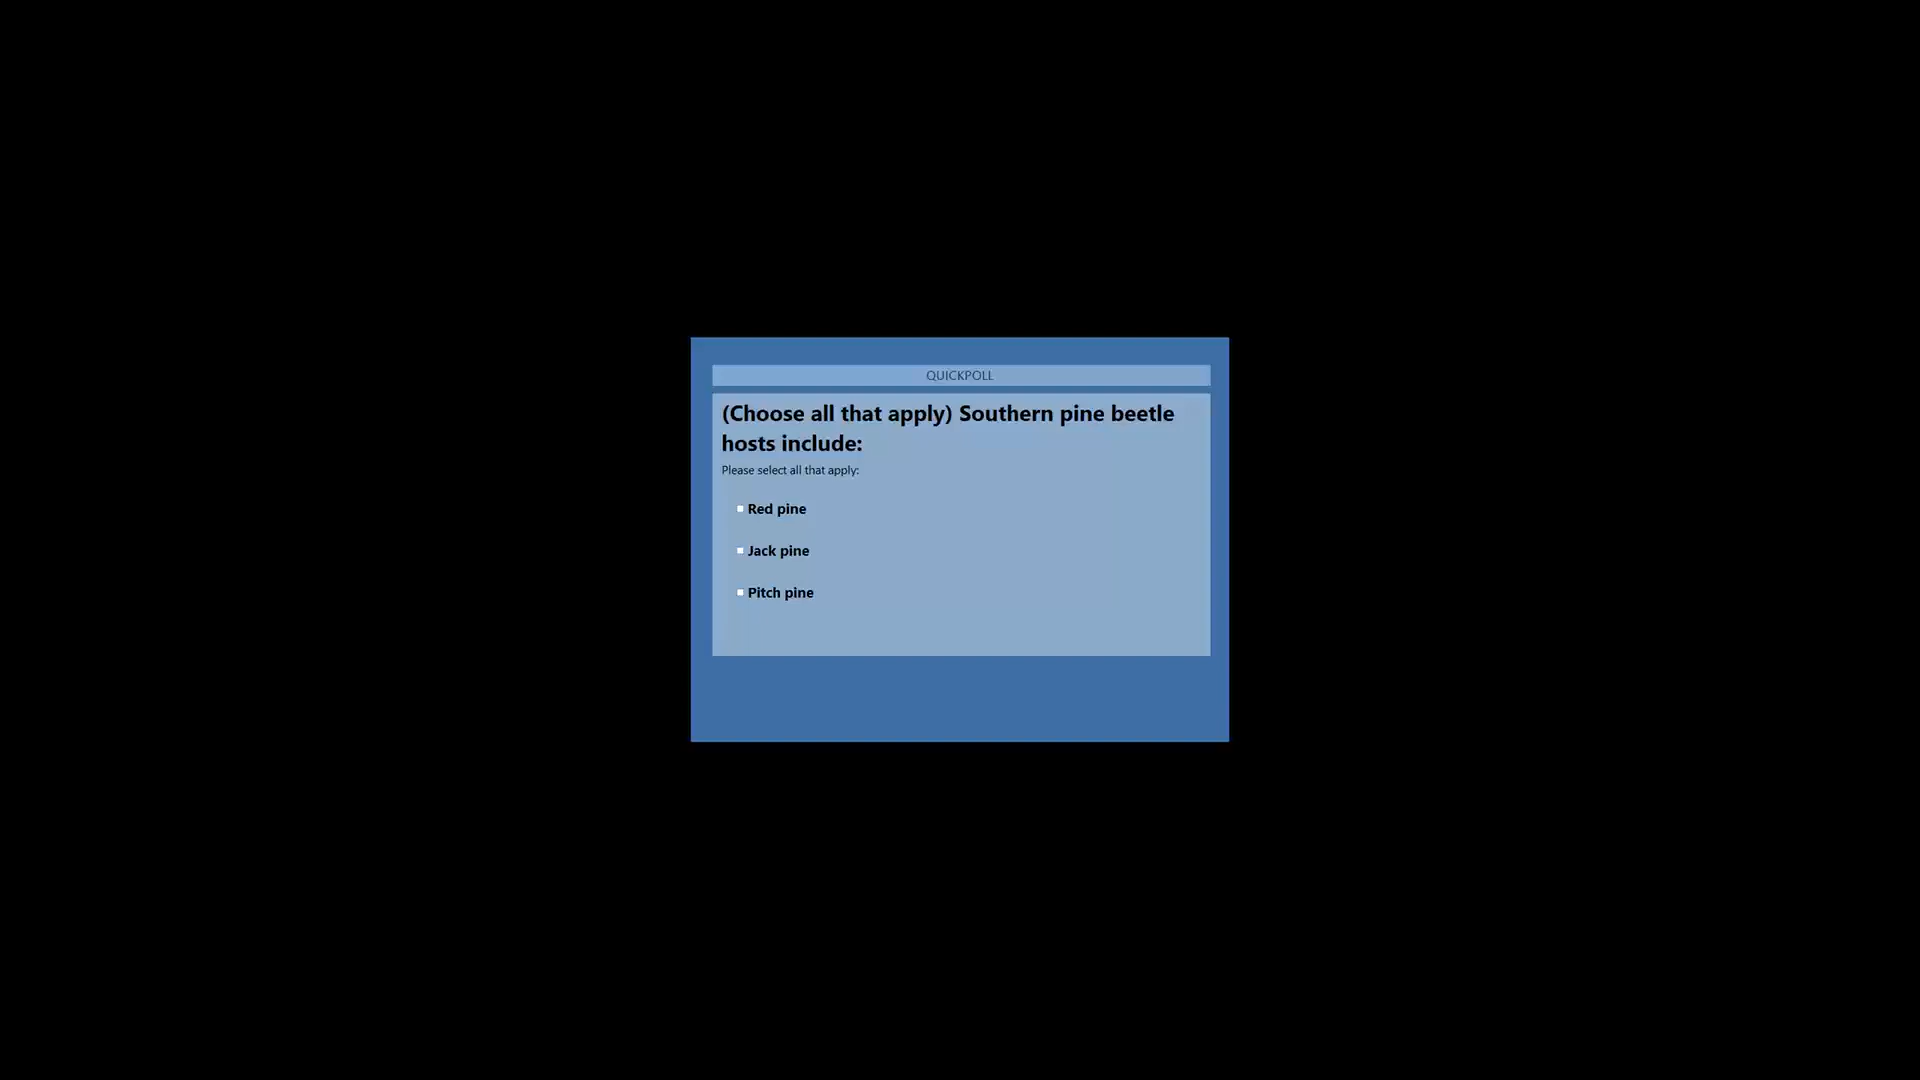 QUICKPOLL
(Choose all that apply) Southern pine beetle
hosts include:
Please select all that apply:
Red pine
Jack pine
Pitch pine